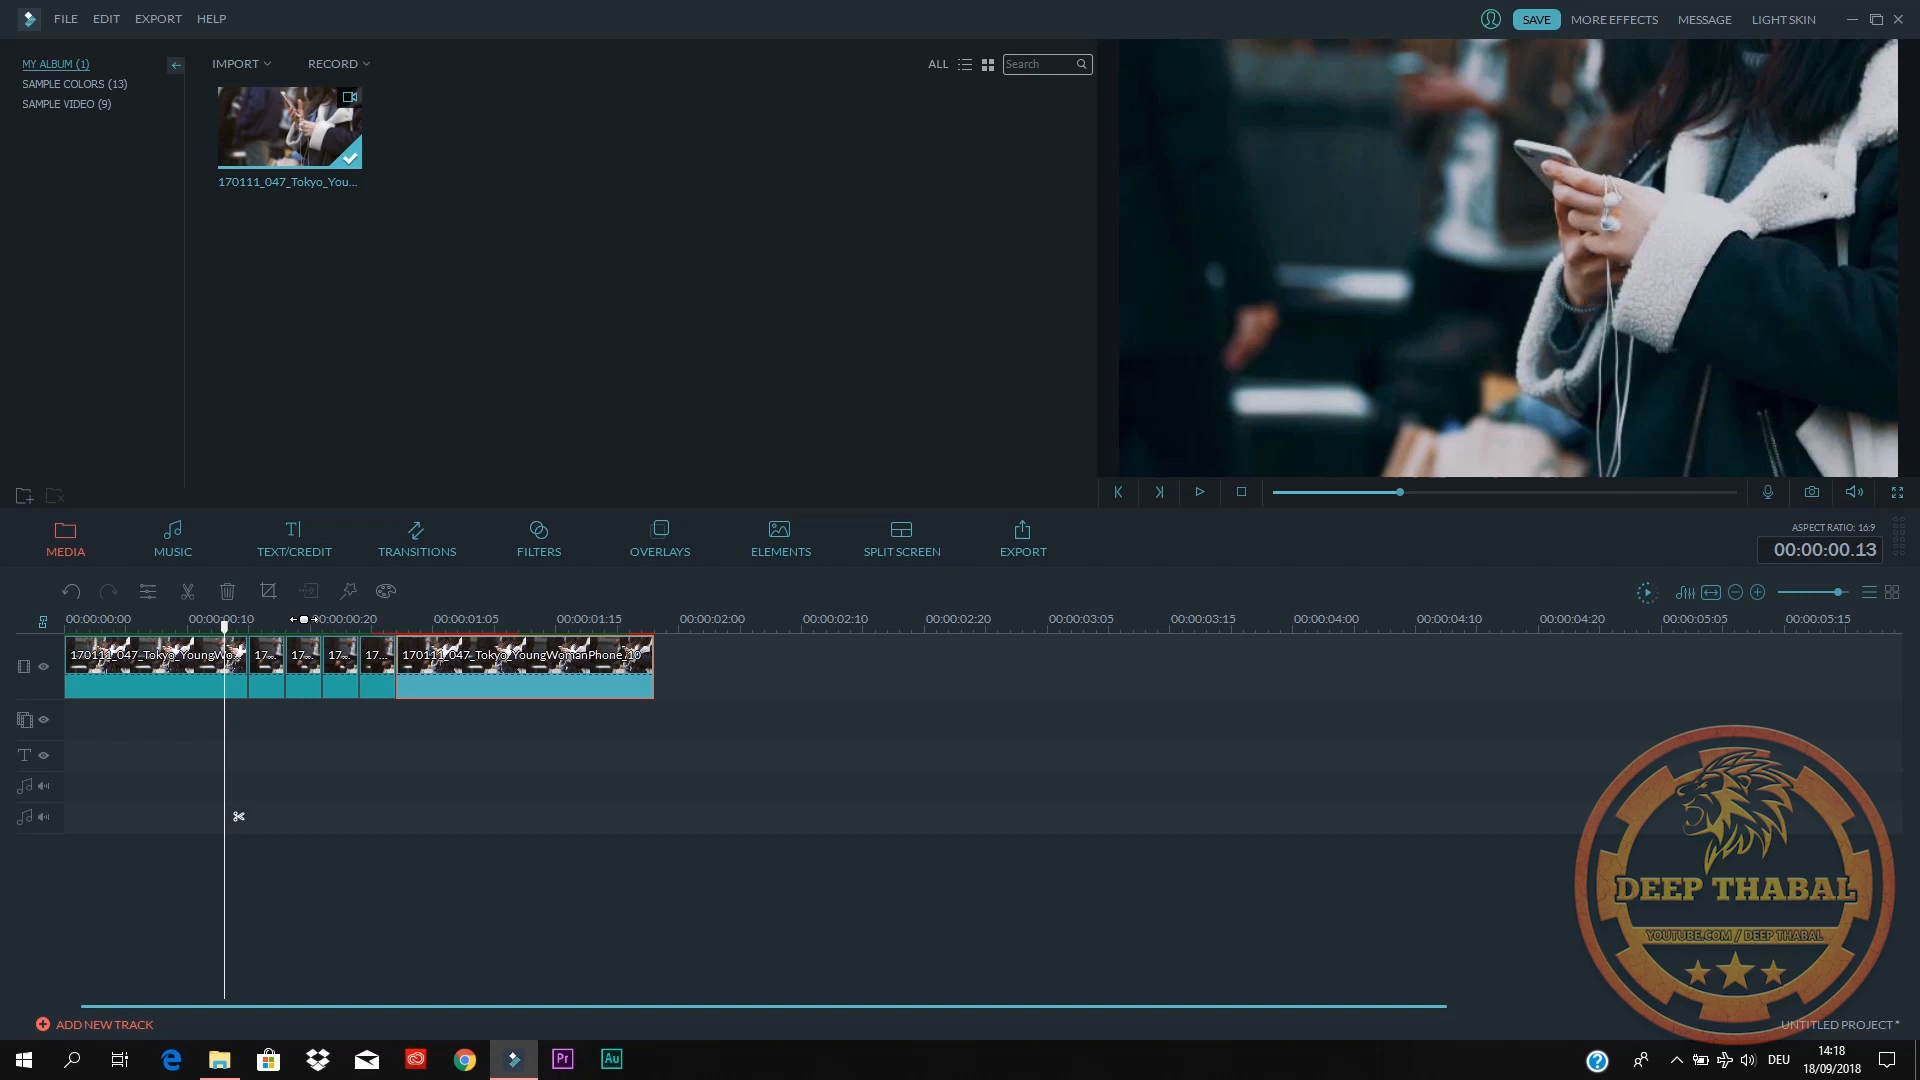 FILE EDIT EXPORT HELP
SAVE MORE EFFECTS MESSAGE LIGHT SKIN
MY ALBUM (1)
SAMPLE COLORS (13)
SAMPLE VIDEO (9)
IMPORT RECORD ALL Search
170111_047_Tokyo_You...
MEDIA MUSIC TEXT/CREDIT TRANSITIONS FILTERS OVERLAYS ELEMENTS SPLIT SCREEN EXPORT
ASPECT RATIO: 16:9
00:00:00.13
00:00:00:00 00:00:00:10 00:00:00:20 00:00:01:05 00:00:01:15 00:00:02:00 00:00:02:10 00:00:02:20 00:00:03:05 00:00:03:15 00:00:04:00 00:00:04:10 00:00:04:20 00:00:05:05 00:00:05:15
170111_047_Tokyo_YoungWo... 17... 17... 17... 17... 170111_047_Tokyo_YoungWomanPhone_10
DEEP THABAL
YOUTUBE.COM / DEEP THABAL
ADD NEW TRACK
UNTITLED PROJECT *
Pr Au
DEU
14:18
18/09/2018